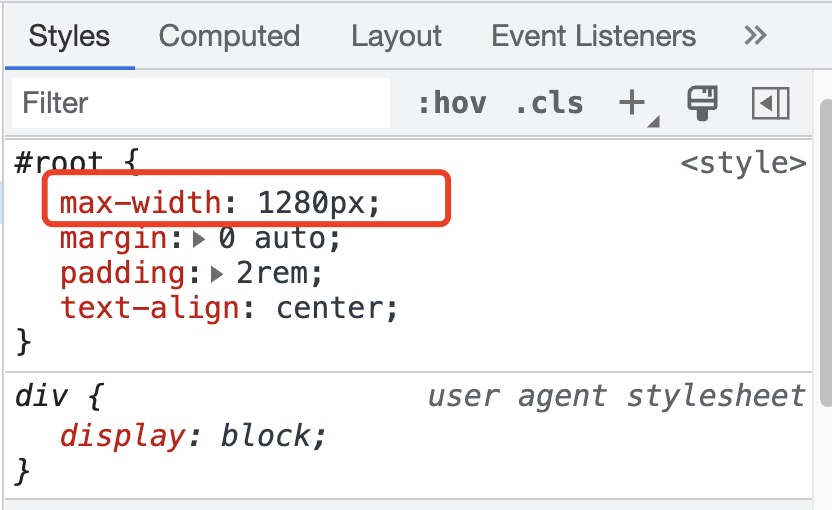 Styles Computed Layout Event Listeners »
Filter :hov .cls +
#root { <style>
max-width: 1280px;
margin: ▶ 0 auto;
padding: ▶ 2rem;
text-align: center;
}
div { user agent stylesheet
display: block;
}